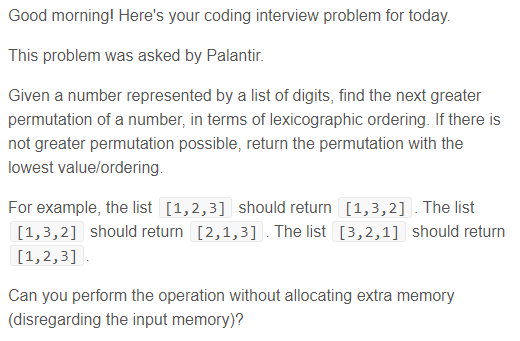 Good morning! Here's your coding interview problem for today.
This problem was asked by Palantir.
Given a number represented by a list of digits, find the next greater
permutation of a number, in terms of lexicographic ordering. If there is
not greater permutation possible, return the permutation with the
lowest value/ordering.
For example, the list [1,2,3] should return [1,3,2] . The list
[1,3,2] should return [2,1,3] . The list [3,2,1] should return
[1,2,3] .
Can you perform the operation without allocating extra memory
(disregarding the input memory)?